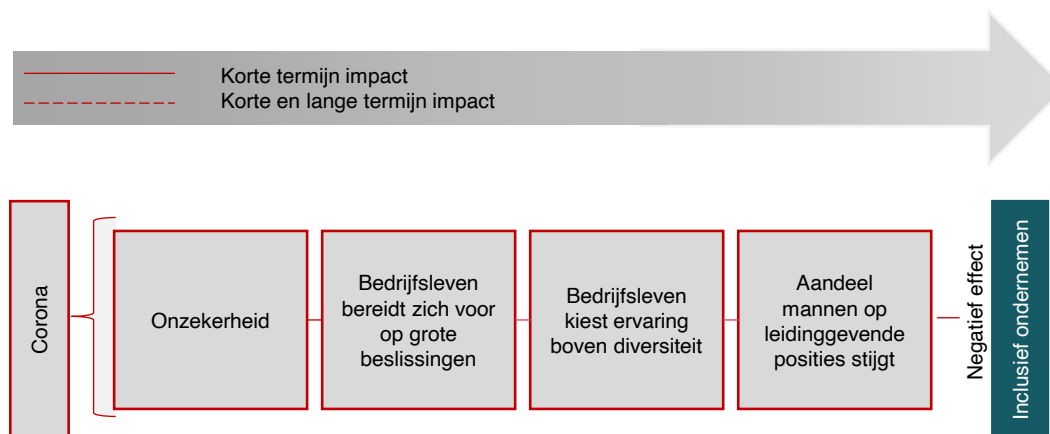 Korte termijn impact
Korte en lange termijn impact
Corona
Onzekerheid
Bedrijfsleven
bereidt zich voor
op grote
beslissingen
Bedrijfsleven
kiest ervaring
boven diversiteit
Aandeel
mannen op
leidinggevende
posities stijgt
Negatief effect
Inclusief ondernemen